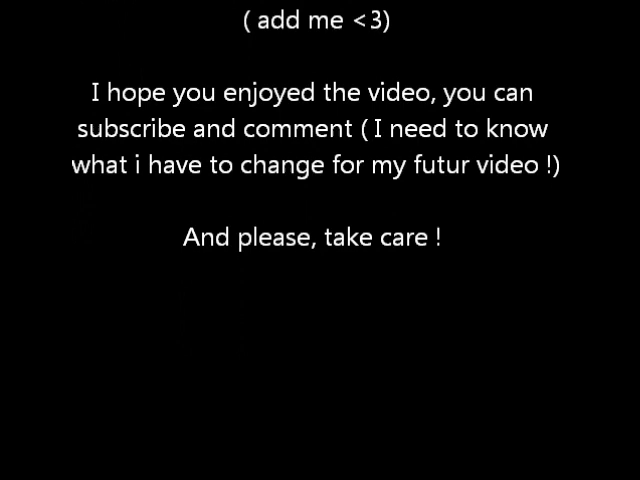 ( add me <3)
I hope you enjoyed the video, you can
subscribe and comment ( I need to know
what i have to change for my futur video !)
And please, take care !